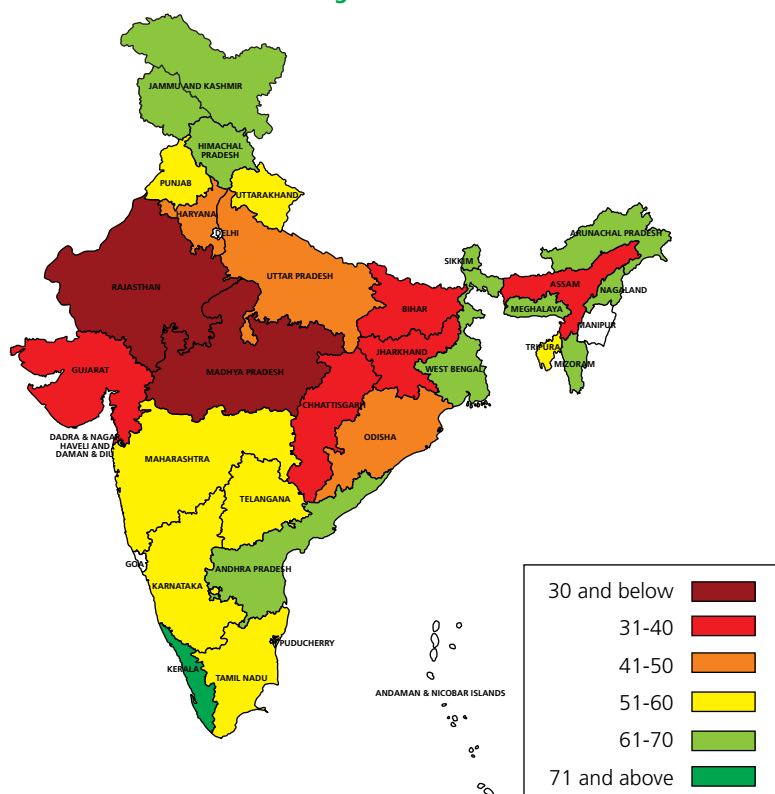 JAMMU AND KASHMIR
HIMACHAL
PRADESH
PUNJAB
UTTARAKHAND
HARYANA
DELHI
UTTAR PRADESH
RAJASTHAN
SIKKIM
ARUNACHAL PRADESH
ASSAM
NAGALAND
MEGHALAYA
MANIPUR
TRIPURA
MIZORAM
BIHAR
JHARKHAND
WEST BENGAL
GUJARAT
MADHYA PRADESH
CHHATTISGARH
ODISHA
DADRA & NAGAR
HAVELI AND
DAMAN & DIU
MAHARASHTRA
TELANGANA
GOA
ANDHRA PRADESH
KARNATAKA
PUDUCHERRY
KERALA
TAMIL NADU
ANDAMAN & NICOBAR ISLANDS
30 and below
31-40
41-50
51-60
61-70
71 and above